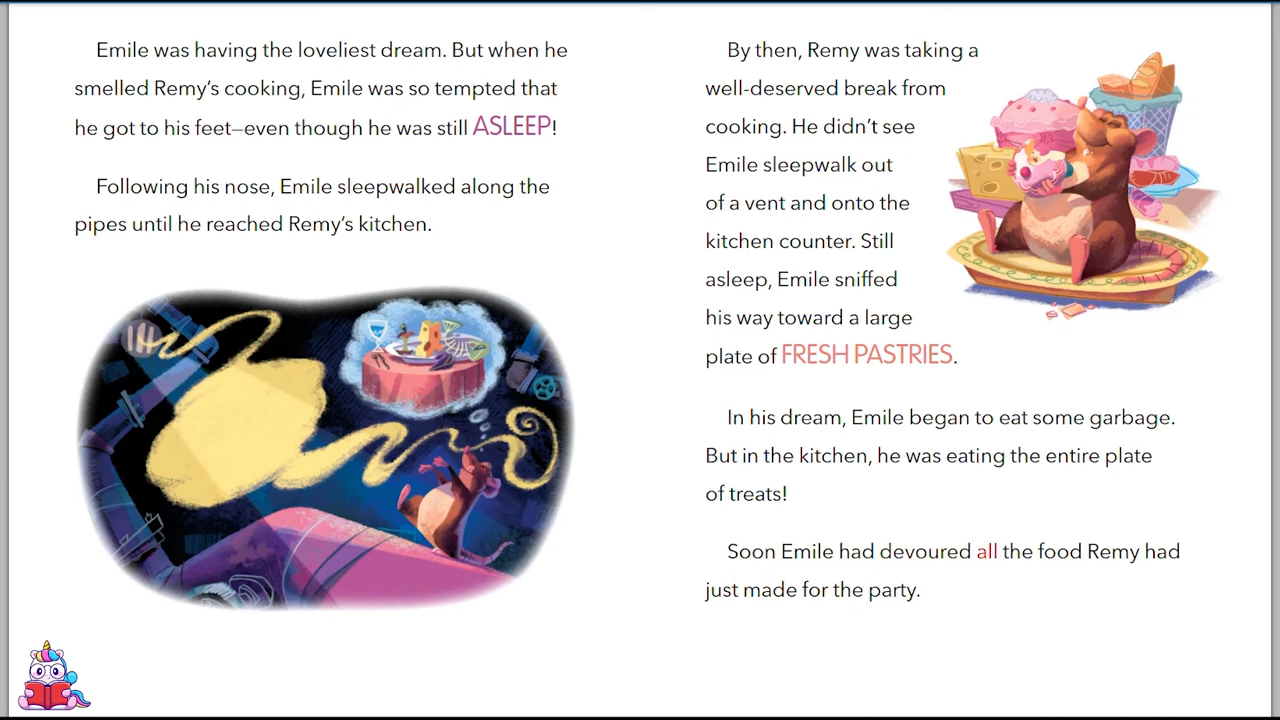 Emile was having the loveliest dream. But when he
smelled Remy's cooking, Emile was so tempted that
he got to his feet—even though he was still ASLEEP!
Following his nose, Emile sleepwalked along the
pipes until he reached Remy's kitchen.
By then, Remy was taking a
well-deserved break from
cooking. He didn't see
Emile sleepwalk out
of a vent and onto the
kitchen counter. Still
asleep, Emile sniffed
his way toward a large
plate of FRESH PASTRIES.
In his dream, Emile began to eat some garbage.
But in the kitchen, he was eating the entire plate
of treats!
Soon Emile had devoured all the food Remy had
just made for the party.